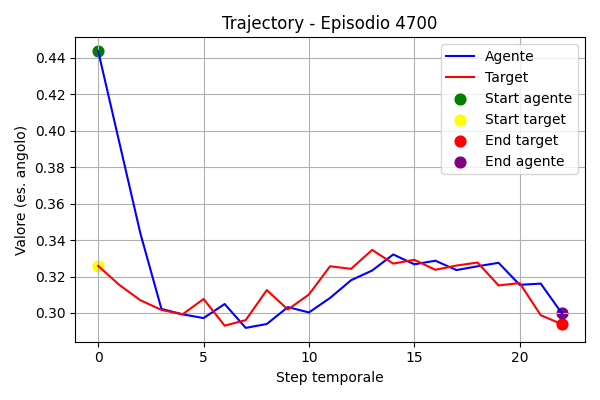 Trajectory - Episodio 4700
Valore (es. angolo)
0.44
0.42
0.40
0.38
0.36
0.34
0.32
0.30
Agente
Target
Start agente
Start target
End target
End agente
0
5
10
15
20
Step temporale